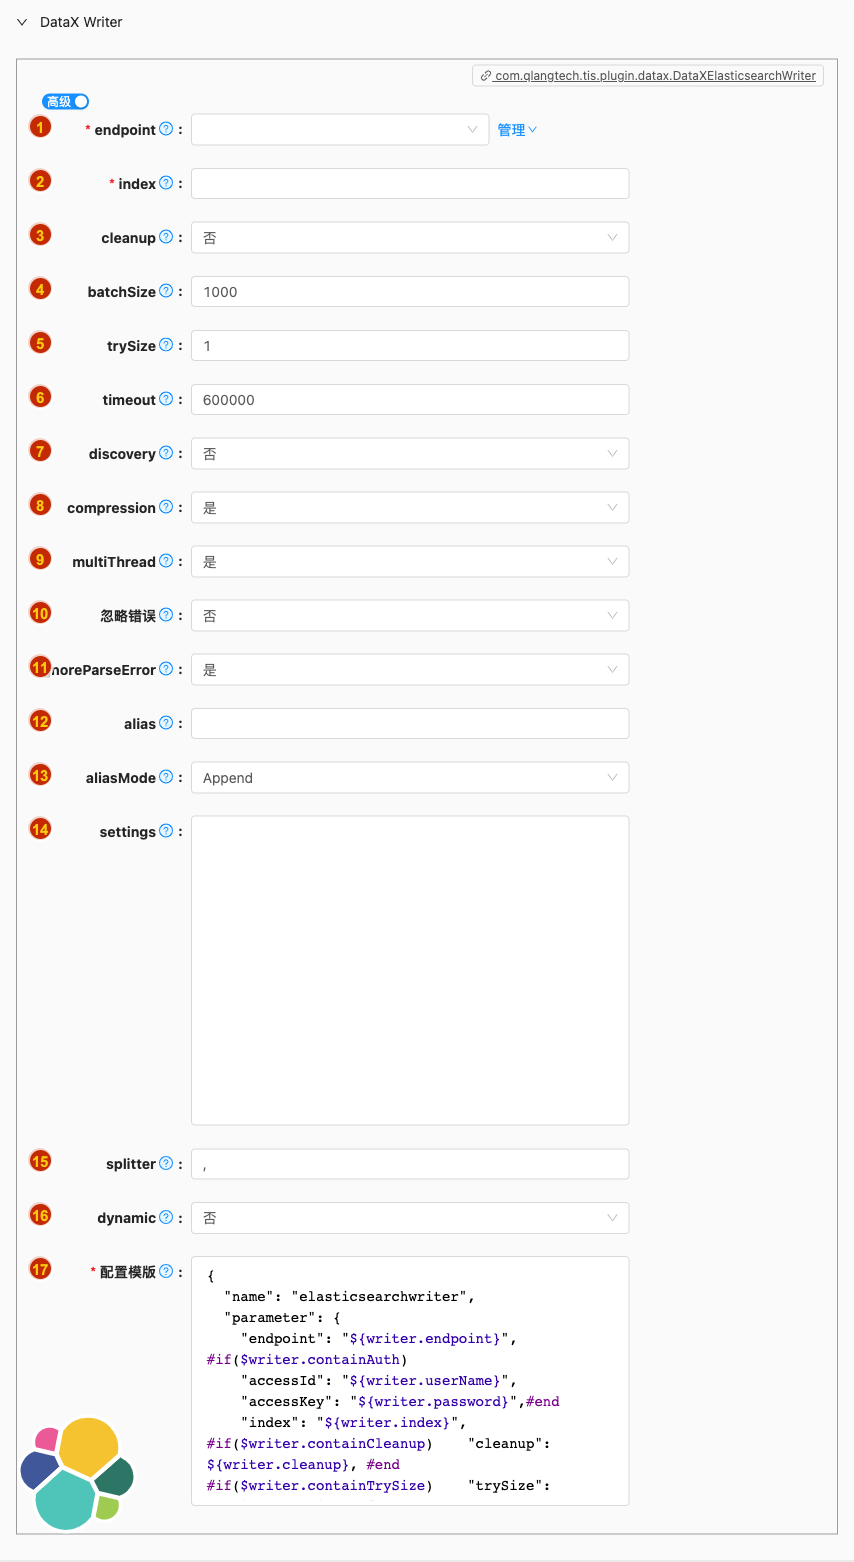 DataX Writer
com.qlangtech.tis.plugin.datax.DataXElasticsearchWriter
高级
1 * endpoint ? : 管理
2 * index ? :
3 cleanup ? : 否
4 batchSize ? : 1000
5 trySize ? : 1
6 timeout ? : 600000
7 discovery ? : 否
8 compression ? : 是
9 multiThread ? : 是
10 忽略错误 ? : 否
11 noreParseError ? : 是
12 alias ? :
13 aliasMode ? : Append
14 settings ? :
15 splitter ? : ,
16 dynamic ? : 否
17 * 配置模版 ? : {
"name": "elasticsearchwriter",
"parameter": {
"endpoint": "${writer.endpoint}",
#if($writer.containAuth)
"accessId": "${writer.userName}",
"accessKey": "${writer.password}",#end
"index": "${writer.index}",
#if($writer.containCleanup) "cleanup":
${writer.cleanup}, #end
#if($writer.containTrySize) "trySize":